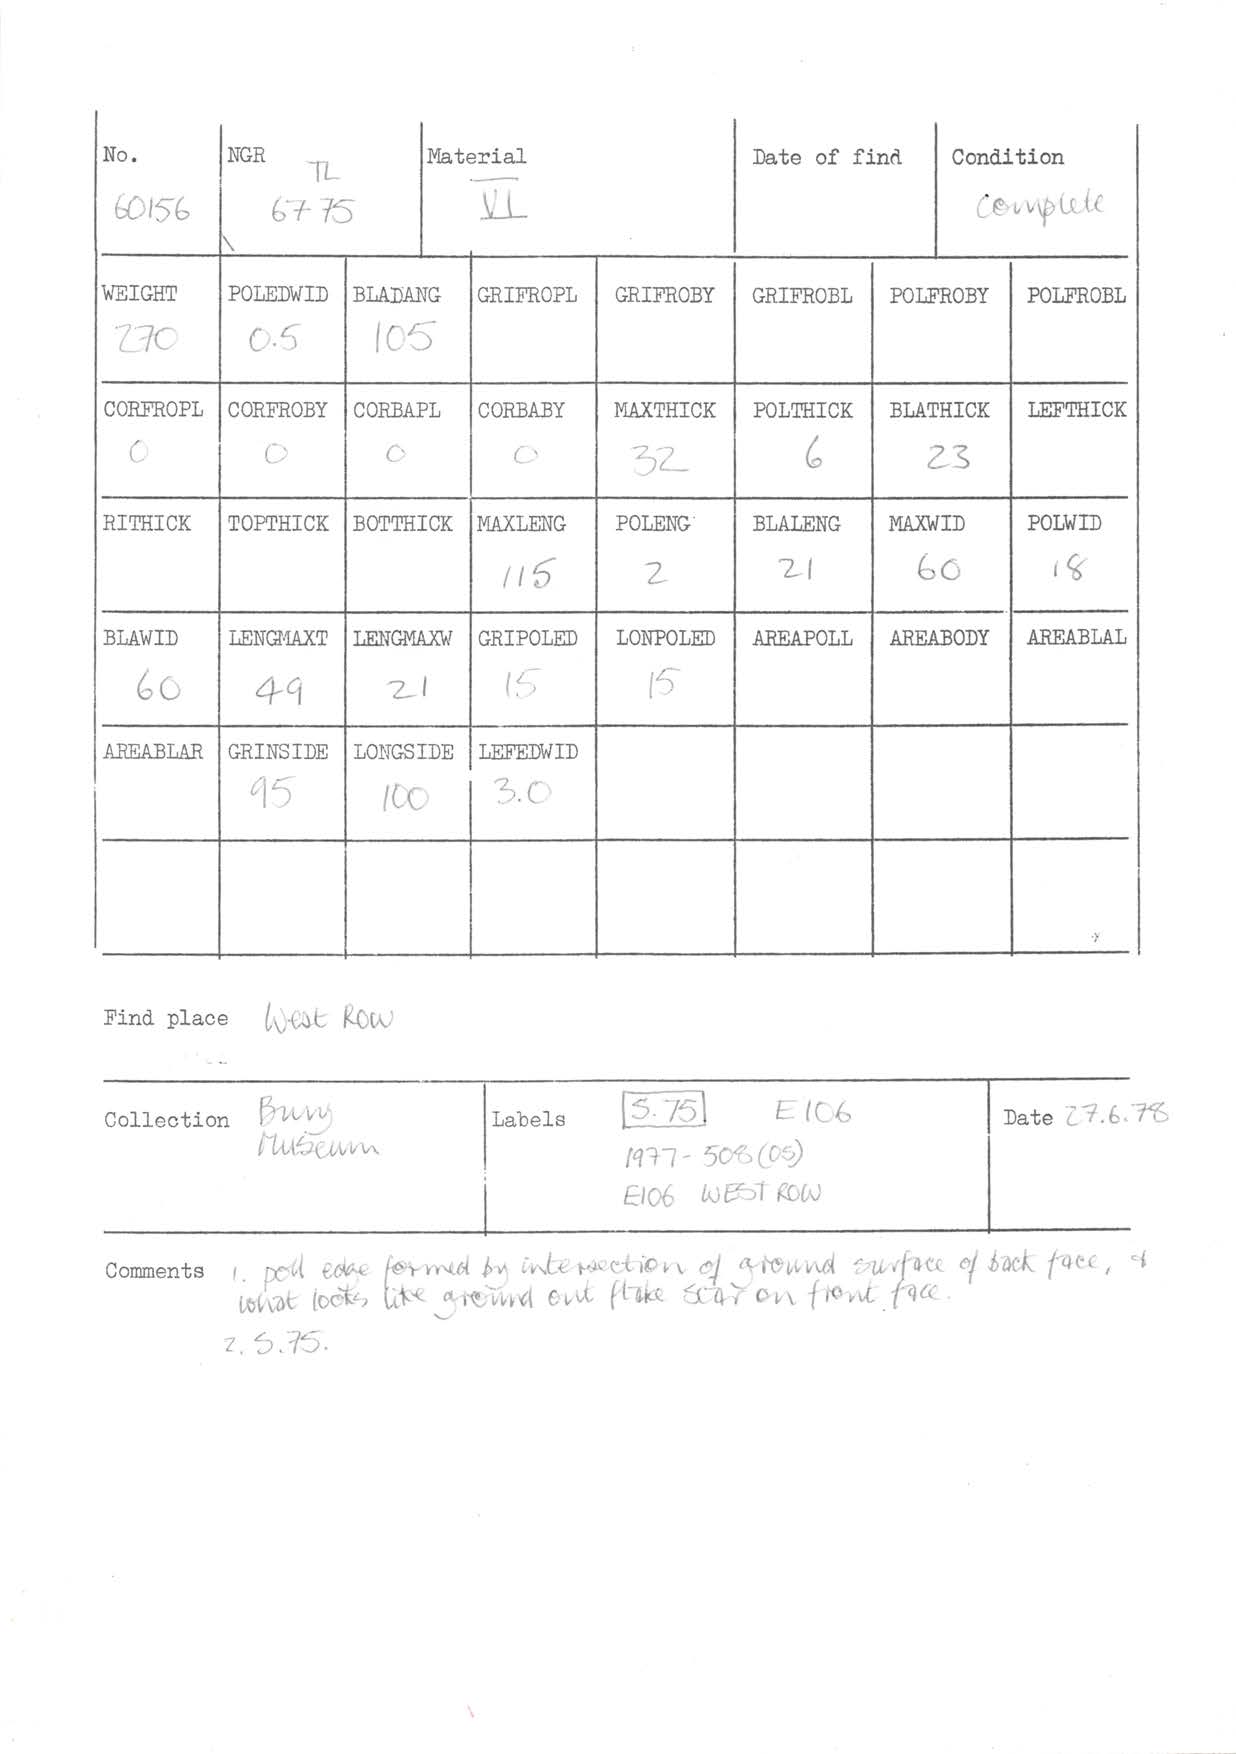 No. NGR Material Date of find Condition
TL
60156 67 75 VI complete
WEIGHT POLEDWID BLADANG GRIFROPL GRIFROBY GRIFROBL POLFROBY POLFROBL
270 0.5 105
CORFROPL CORFROBY CORBAPL CORBABY MAXTHICK POLTHICK BLATHICK LEFTHICK
0 0 0 0 32 6 23
RITHICK TOPTHICK BOTTHICK MAXLENG POLENG BLALENG MAXWID POLWID
115 2 21 60 18
BLAWID LENGMAXT LENGMAXW GRIPOLED LONPOLED AREAPOLL AREABODY AREABLAL
60 49 21 15 15
AREABLAR GRINSIDE LONGSIDE LEFEDWID
95 100 3.0
Find place West Row
Collection Bury Museum
Labels S.75 E106
1977-508(05)
E106 WEST ROW
Date 27.6.78
Comments 1. poll edge formed by intersection of ground surface of back face, &
what looks like ground out flake scar on front face.
2. S.75.